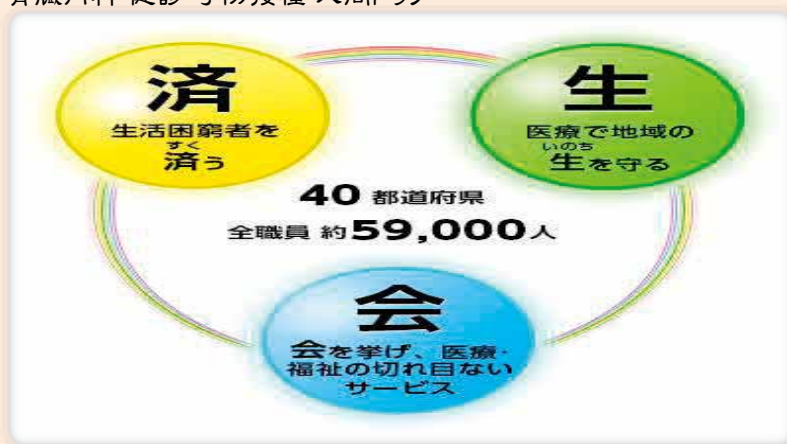 済
生活困窮者を
すく
済う
生
医療で地域の
いのち
生を守る
40 都道府県
全職員 約59,000人
会
会を挙げ、医療・
福祉の切れ目ない
サービス